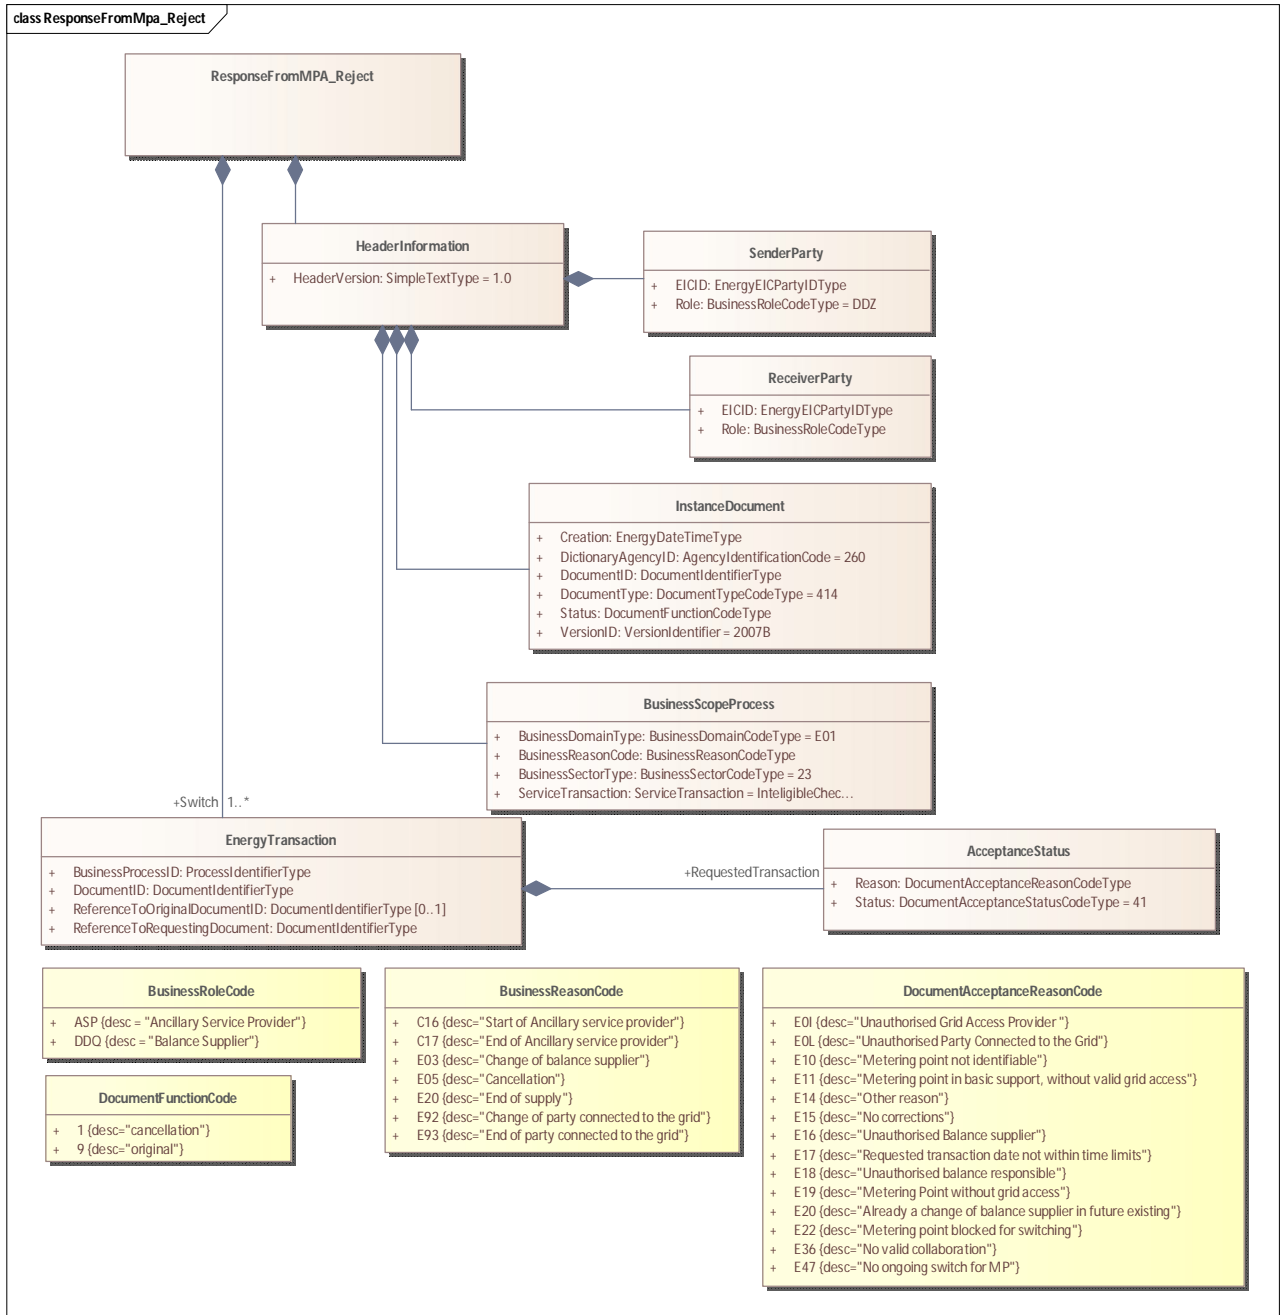 class ResponseFromMpa_Reject
ResponseFromMPA_Reject
HeaderInformation
+ HeaderVersion: SimpleTextType = 1.0
SenderParty
+ EICID: EnergyEICPartyIDType
+ Role: BusinessRoleCodeType = DDZ
ReceiverParty
+ EICID: EnergyEICPartyIDType
+ Role: BusinessRoleCodeType
InstanceDocument
+ Creation: EnergyDateTimeType
+ DictionaryAgencyID: AgencyIdentificationCode = 260
+ DocumentID: DocumentIdentifierType
+ DocumentType: DocumentTypeCodeType = 414
+ Status: DocumentFunctionCodeType
+ VersionID: VersionIdentifier = 2007B
BusinessScopeProcess
+ BusinessDomainType: BusinessDomainCodeType = E01
+ BusinessReasonCode: BusinessReasonCodeType
+ BusinessSectorType: BusinessSectorCodeType = 23
+ ServiceTransaction: ServiceTransaction = InteligibleChec...
+Switch 1..*
EnergyTransaction
+ BusinessProcessID: ProcessIdentifierType
+ DocumentID: DocumentIdentifierType
+ ReferenceToOriginalDocumentID: DocumentIdentifierType [0..1]
+ ReferenceToRequestingDocument: DocumentIdentifierType
+RequestedTransaction
AcceptanceStatus
+ Reason: DocumentAcceptanceReasonCodeType
+ Status: DocumentAcceptanceStatusCodeType = 41
BusinessRoleCode
+ ASP {desc = "Ancillary Service Provider"}
+ DDQ {desc = "Balance Supplier"}
DocumentFunctionCode
+ 1 {desc="cancellation"}
+ 9 {desc="original"}
BusinessReasonCode
+ C16 {desc="Start of Ancillary service provider"}
+ C17 {desc="End of Ancillary service provider"}
+ E03 {desc="Change of balance supplier"}
+ E05 {desc="Cancellation"}
+ E20 {desc="End of supply"}
+ E92 {desc="Change of party connected to the grid"}
+ E93 {desc="End of party connected to the grid"}
DocumentAcceptanceReasonCode
+ E0I {desc="Unauthorised Grid Access Provider "}
+ E0L {desc="Unauthorised Party Connected to the Grid"}
+ E10 {desc="Metering point not identifiable"}
+ E11 {desc="Metering point in basic support, without valid grid access"}
+ E14 {desc="Other reason"}
+ E15 {desc="No corrections"}
+ E16 {desc="Unauthorised Balance supplier"}
+ E17 {desc="Requested transaction date not within time limits"}
+ E18 {desc="Unauthorised balance responsible"}
+ E19 {desc="Metering Point without grid access"}
+ E20 {desc="Already a change of balance supplier in future existing"}
+ E22 {desc="Metering point blocked for switching"}
+ E36 {desc="No valid collaboration"}
+ E47 {desc="No ongoing switch for MP"}